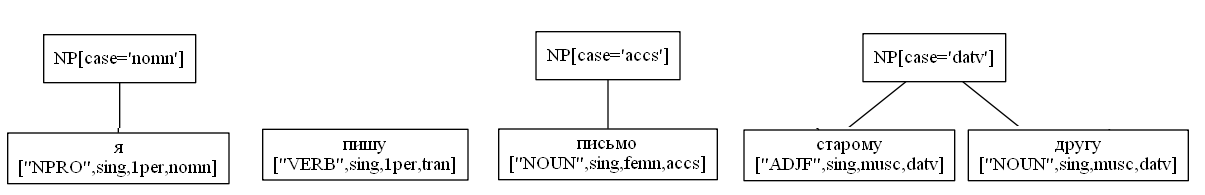 NP[case='nomn']
NP[case='accs']
NP[case='datv']
я
["NPRO",sing,1per,nomn]
пишу
["VERB",sing,1per,tran]
письмо
["NOUN",sing,femn,accs]
старому
["ADJF",sing,musc,datv]
другу
["NOUN",sing,musc,datv]